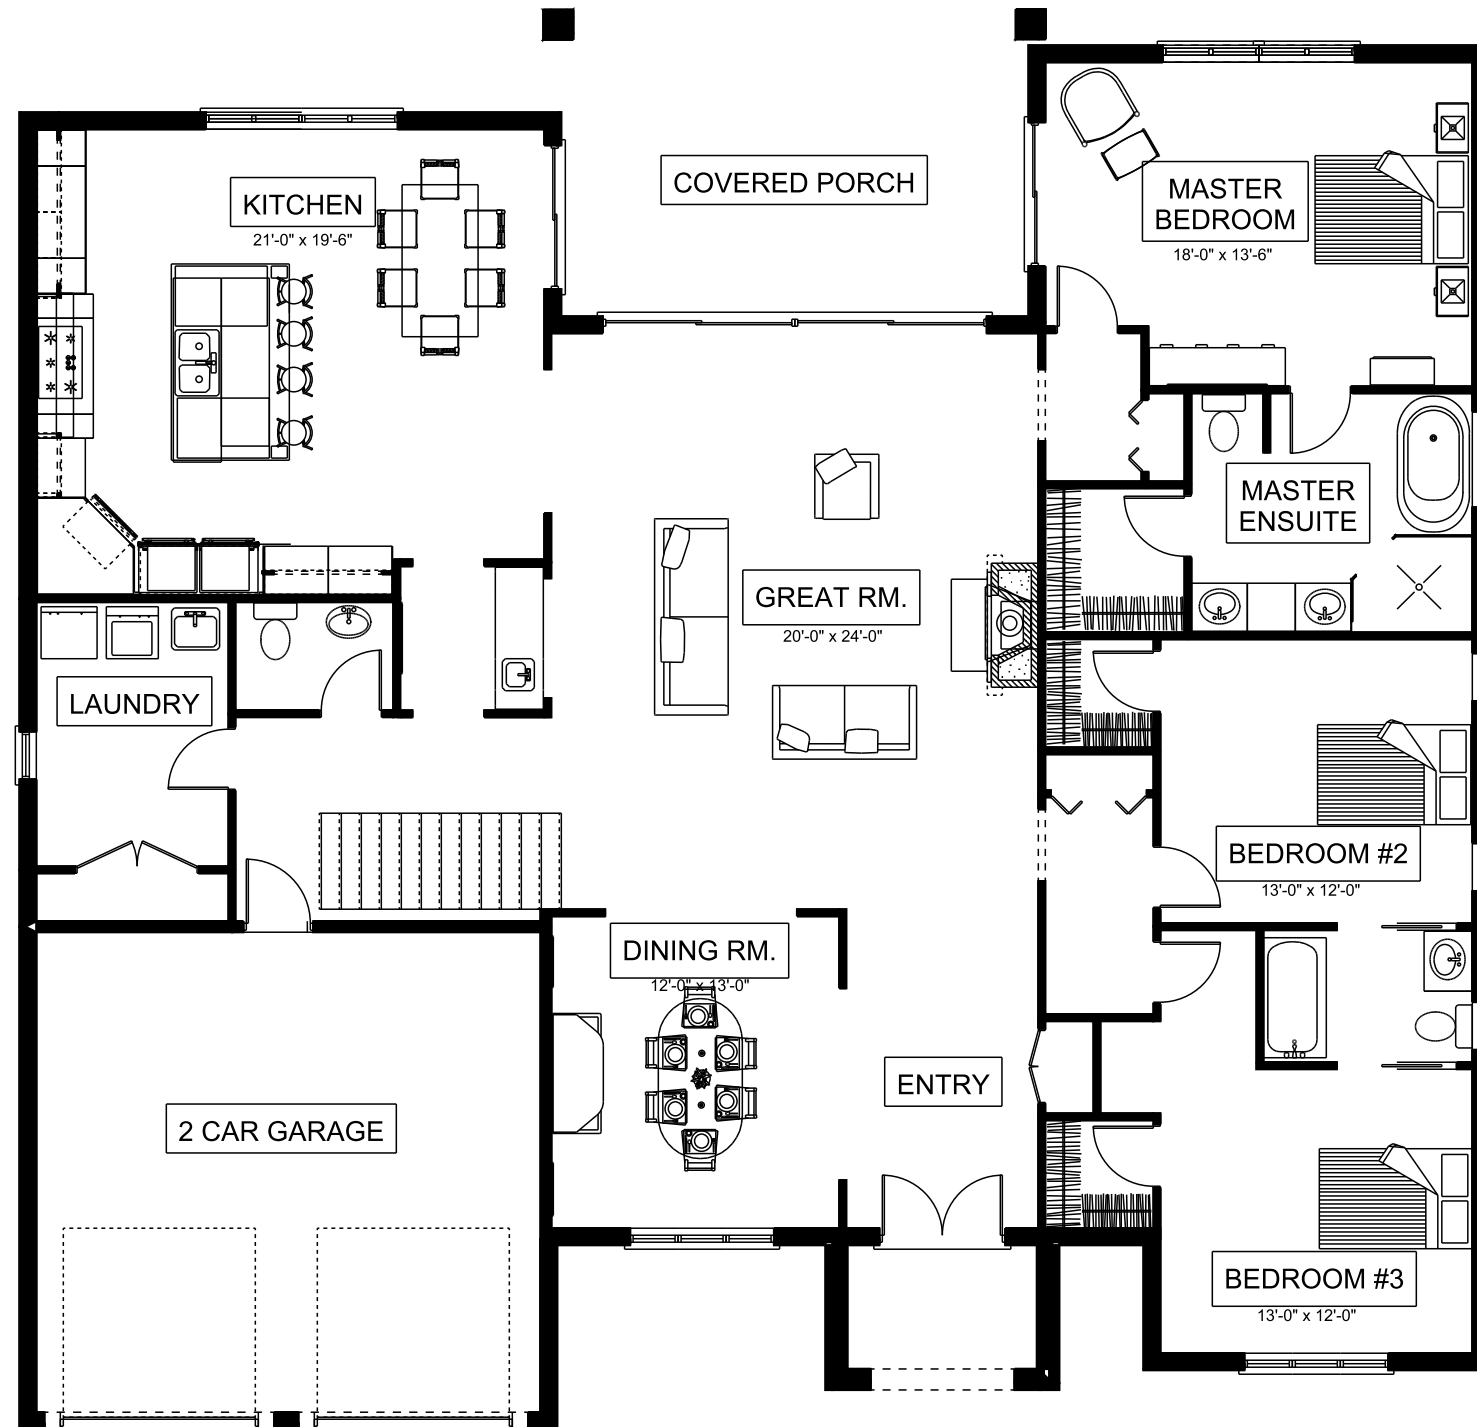 COVERED PORCH
MASTER
BEDROOM
18'-0" x 13'-6"
KITCHEN
21'-0" x 19'-6"
MASTER
ENSUITE
GREAT RM.
20'-0" x 24'-0"
LAUNDRY
BEDROOM #2
13'-0" x 12'-0"
DINING RM.
12'-0" x 13'-0"
ENTRY
2 CAR GARAGE
BEDROOM #3
13'-0" x 12'-0"